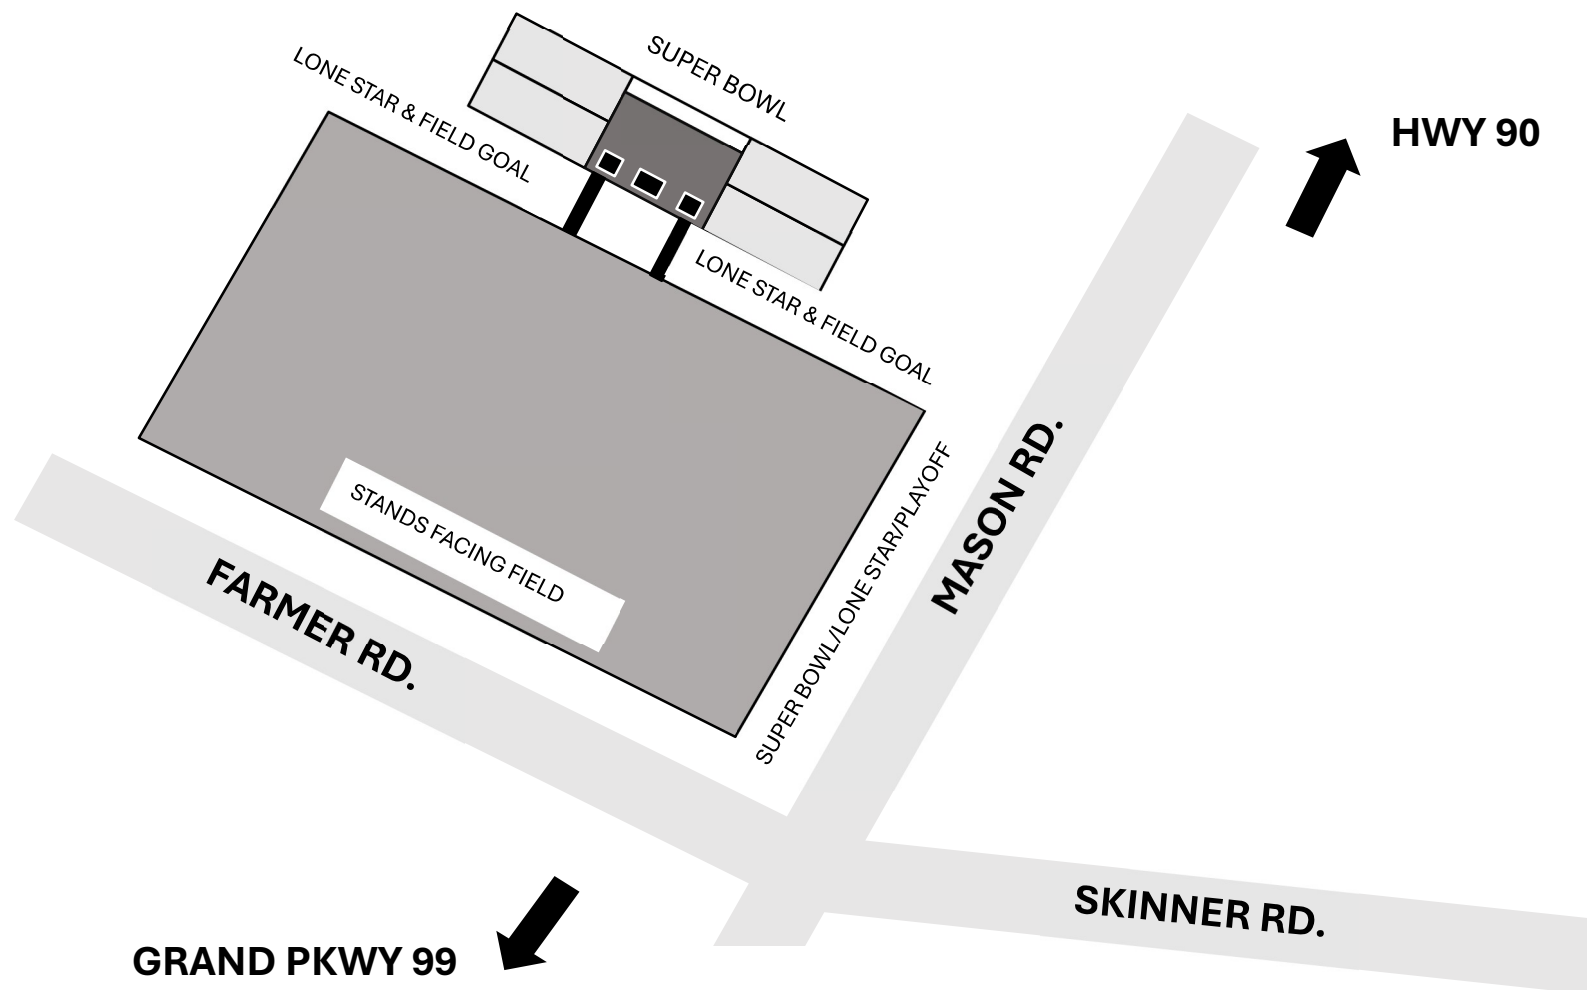 SUPER BOWL
LONE STAR & FIELD GOAL
HWY 90
LONE STAR & FIELD GOAL
MASON RD.
SUPER BOWL/LONE STAR/PLAYOFF
STANDS FACING FIELD
FARMER RD.
SKINNER RD.
GRAND PKWY 99